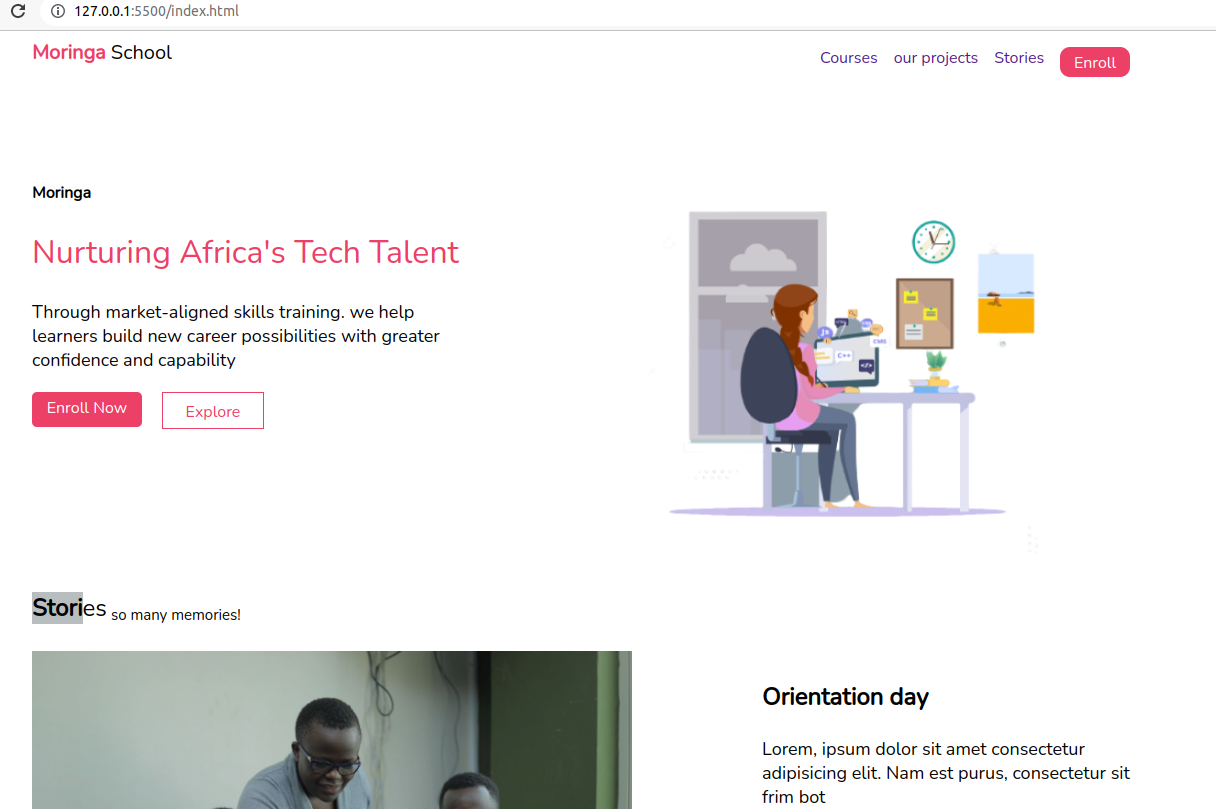 127.0.0.1:5500/index.html
Moringa School
Courses our projects Stories Enroll
Moringa
Nurturing Africa's Tech Talent
Through market-aligned skills training. we help
learners build new career possibilities with greater
confidence and capability
Enroll Now Explore
C++
CMS
</>
Stories so many memories!
Orientation day
Lorem, ipsum dolor sit amet consectetur
adipisicing elit. Nam est purus, consectetur sit
frim bot